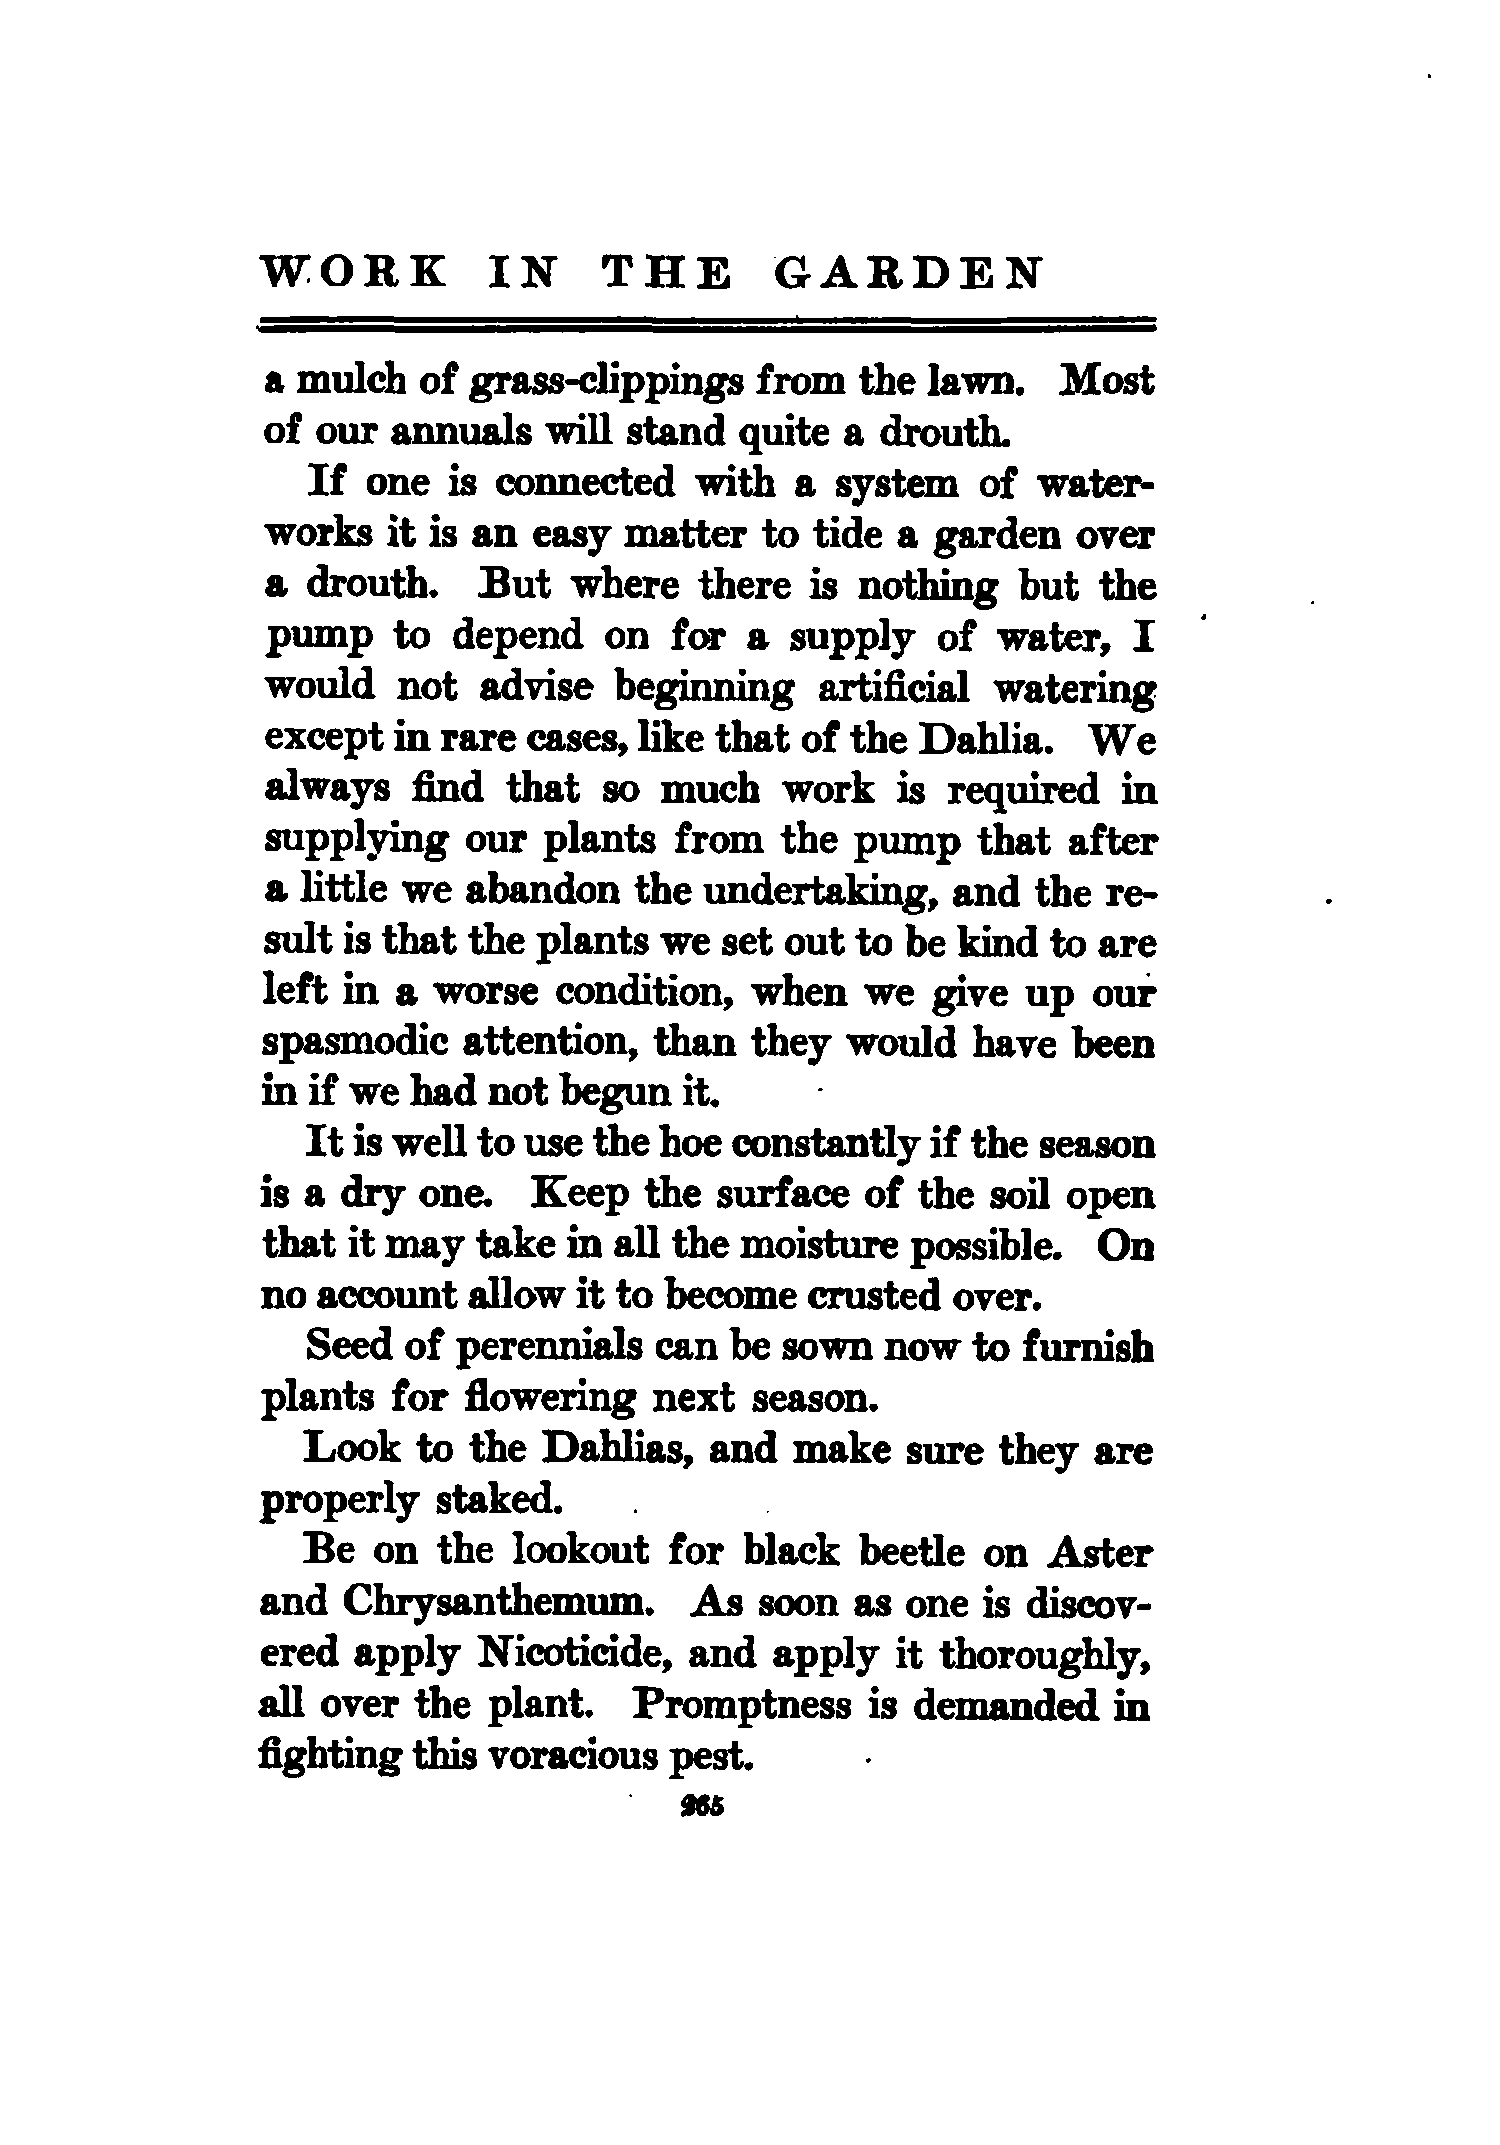 WORK IN THE GARDEN
a mulch of grass-clippings from the lawn. Most
of our annuals will stand quite a drouth.
If one is connected with a system of water-
works it is an easy matter to tide a garden over
a drouth. But where there is nothing but the
pump to depend on for a supply of water, I
would not advise beginning artificial watering
except in rare cases, like that of the Dahlia. We
always find that so much work is required in
supplying our plants from the pump that after
a little we abandon the undertaking, and the re-
sult is that the plants we set out to be kind to are
left in a worse condition, when we give up our
spasmodic attention, than they would have been
in if we had not begun it.
It is well to use the hoe constantly if the season
is a dry one. Keep the surface of the soil open
that it may take in all the moisture possible. On
no account allow it to become crusted over.
Seed of perennials can be sown now to furnish
plants for flowering next season.
Look to the Dahlias, and make sure they are
properly staked.
Be on the lookout for black beetle on Aster
and Chrysanthemum. As soon as one is discov-
ered apply Nicoticide, and apply it thoroughly,
all over the plant. Promptness is demanded in
fighting this voracious pest.
265